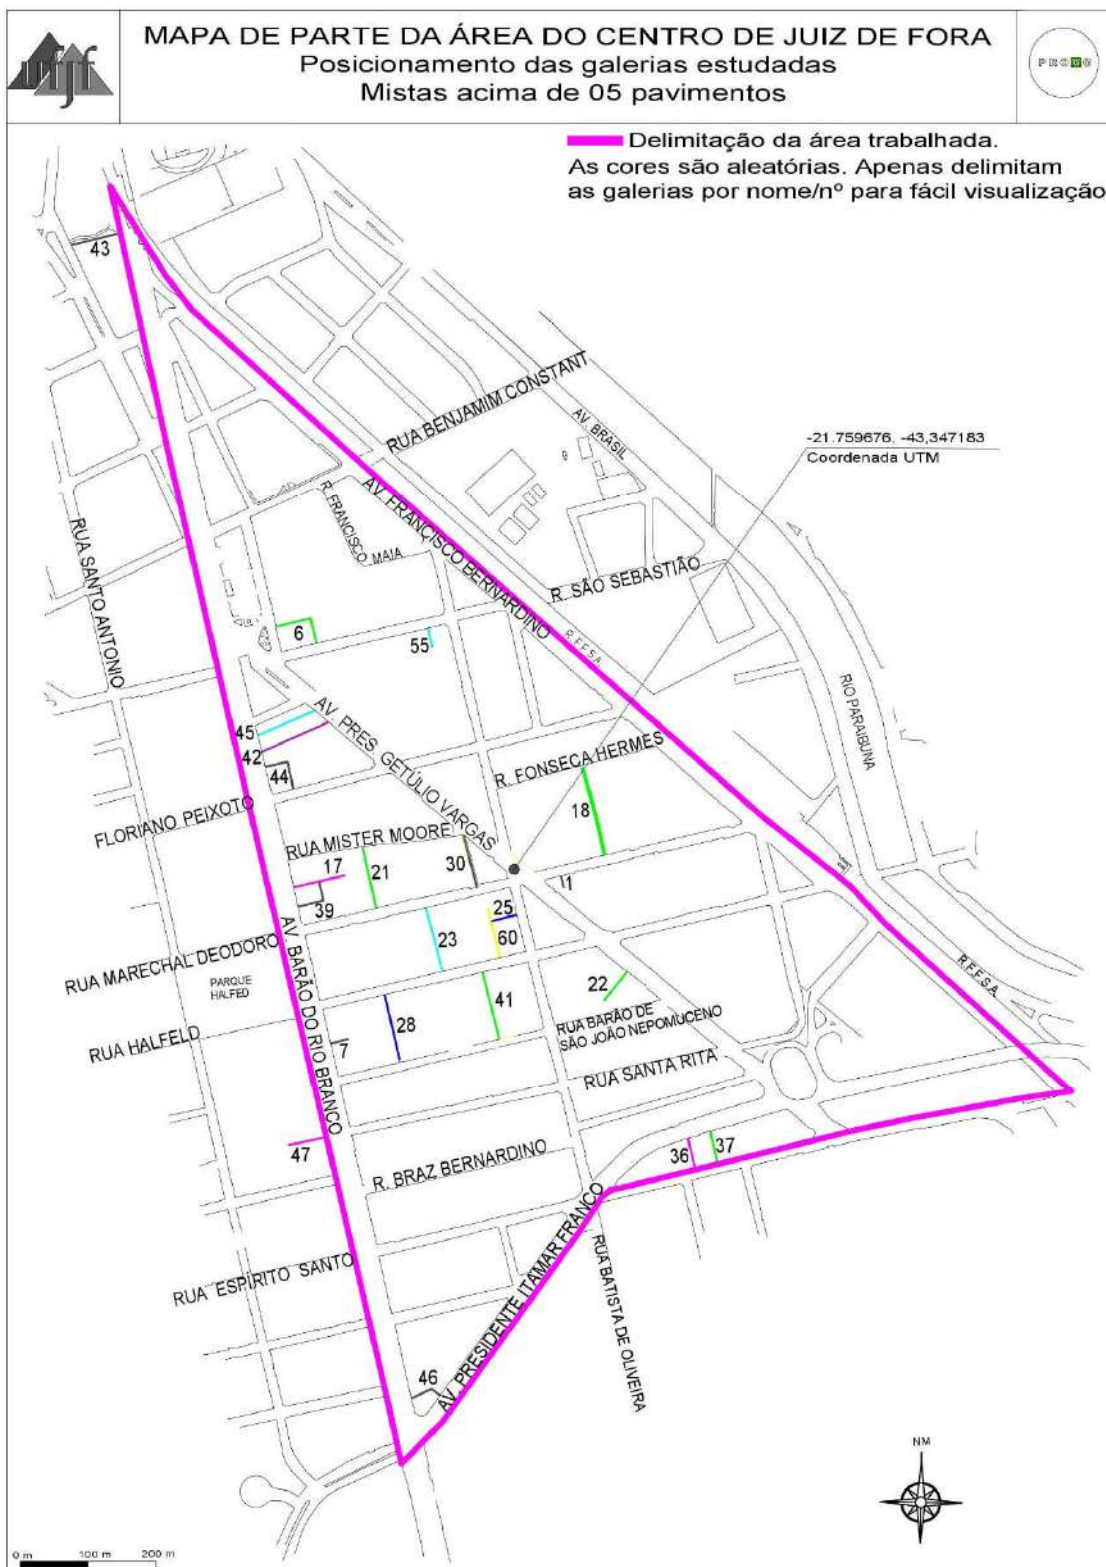 ufjf
MAPA DE PARTE DA ÁREA DO CENTRO DE JUIZ DE FORA
Posicionamento das galerias estudadas
Mistas acima de 05 pavimentos
Delimitação da área trabalhada.
As cores são aleatórias. Apenas delimitam
as galerias por nome/nº para fácil visualização
43
RUA BENJAMIM CONSTANT
AV. BRASIL
-21.759676, -43,347183
Coordenada UTM
AV. FRANÇISCO BERNARDINO
R. FRANCISCO MAIA
RUA SANTO ANTONIO
R. SÃO SEBASTIÃO
R.F.F.S.A
6
55
RIO PARAIBUNA
AV. PRES. GETÚLIO VARGAS
45
42
44
R. FONSECA HERMES
FLORIANO PEIXOTO
18
RUA MISTER MOORE
17
21
30
39
1
25
60
23
AV. BARÃO DO RIO BRANCO
RUA MARECHAL DEODORO
PARQUE
HALFED
R.F.F.S.A
22
41
28
RUA BARÃO DE
SÃO JOÃO NEPOMUCENO
RUA HALFELD
7
RUA SANTA RITA
47
36
37
R. BRAZ BERNARDINO
AV. PRESIDENTE ITAMAR FRANCO
RUA ESPÍRITO SANTO
RUA BATISTA DE OLIVEIRA
46
NM
0 m 100 m 200 m